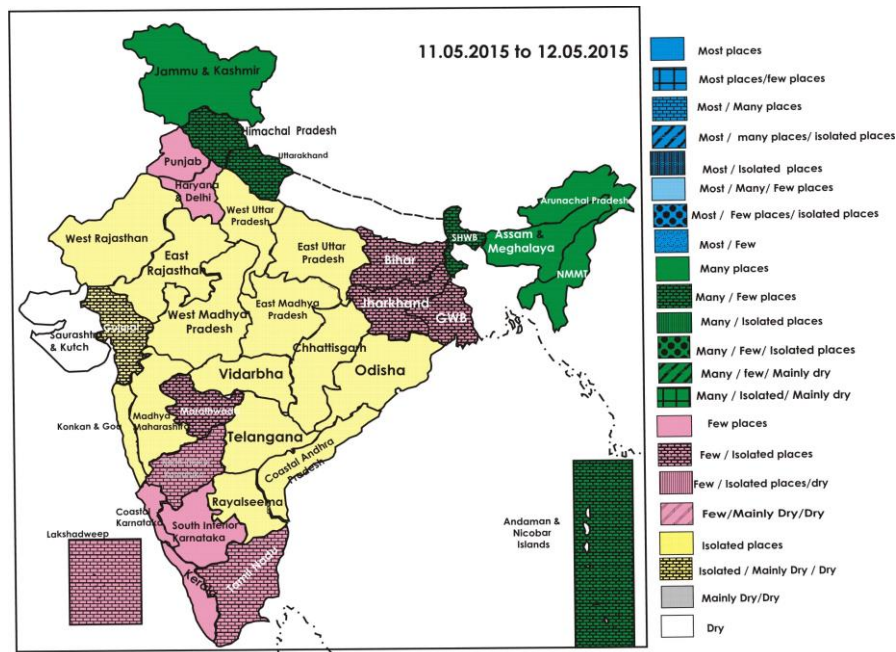 11.05.2015 to 12.05.2015
Jammu & Kashmir
Himachal Pradesh
Uttarakhand
Punjab
Haryana
& Delhi
West Uttar
Pradesh
West Rajasthan
East
Rajasthan
East Uttar
Pradesh
Bihar
SHWB
Assam &
Meghalaya
Arunachal Pradesh
NMMT
Jharkhand
GWB
Saurashtra
& Kutch
West Madhya
Pradesh
East Madhya
Pradesh
Chhattisgarh
Odisha
Vidarbha
Konkan & Goa
Madhya
Maharashtra
Marathwada
Telangana
Coastal Andhra
Pradesh
Rayalseema
Coastal
Karnataka
South Interior
Karnataka
Lakshadweep
Kerala
Tamil Nadu
Andaman &
Nicobar
Islands
Most places
Most places/few places
Most / Many places
Most / many places/ isolated places
Most / Isolated places
Most / Many/ Few places
Most / Few places/ isolated places
Most / Few
Many places
Many / Few places
Many / Isolated places
Many / Few/ Isolated places
Many / few/ Mainly dry
Many / Isolated/ Mainly dry
Few places
Few / Isolated places
Few / Isolated places/dry
Few/Mainly Dry/Dry
Isolated places
Isolated / Mainly Dry / Dry
Mainly Dry/Dry
Dry